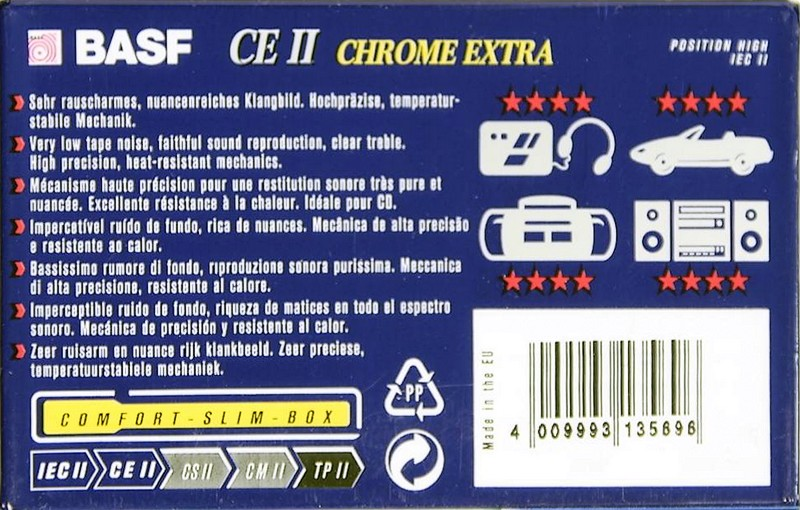 BASF CE II CHROME EXTRA
POSITION HIGH
IEC II
Sehr rauscharmes, nuancenreiches Klangbild. Hochpräzise, temperatur-
stabile Mechanik.
Very low tape noise, faithful sound reproduction, clear treble.
High precision, heat-resistant mechanics.
Mécanisme haute précision pour une restitution sonore très pure et
nuancée. Excellente résistance à la chaleur. Idéale pour CD.
Impercetível ruído de fundo, rica de nuances. Mecânica de alta precisão
e resistente ao calor.
Bassissimo rumore di fondo, riproduzione sonora purissima. Meccanica
di alta precisione, resistente al calore.
Imperceptible ruido de fondo, riqueza de matices en todo el espectro
sonoro. Mecánica de precisión y resistente al calor.
Zeer ruisarm en nuance rijk klankbeeld. Zeer preciese,
temperatuurstabiele mechaniek.
COMFORT-SLIM-BOX
IEC II CE II CS II CM II TP II
PP
Made in the EU
4 009993 135696